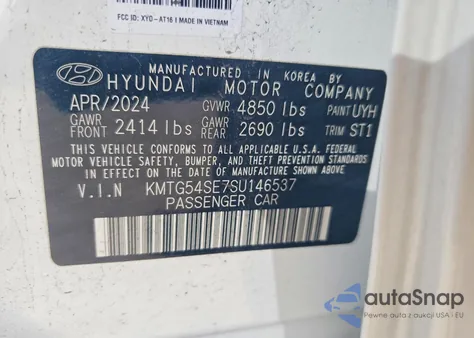 FCC ID: XYD-AT16 I MADE IN VIETNAM
MANUFACTURED IN KOREA BY
HYUNDAI MOTOR COMPANY
APR/2024 GVWR 4850 lbs PAINT UYH
GAWR FRONT 2414 lbs GAWR REAR 2690 lbs TRIM ST1
THIS VEHICLE CONFORMS TO ALL APPLICABLE U.S.A. FEDERAL
MOTOR VEHICLE SAFETY, BUMPER, AND THEFT PREVENTION
STANDARDS IN EFFECT ON THE DATE OF MANUFACTURE SHOWN ABOVE.
V.I.N KMTG54SE7SU146537
PASSENGER CAR
autoSnap
Pewne auta z aukcji USA i EU